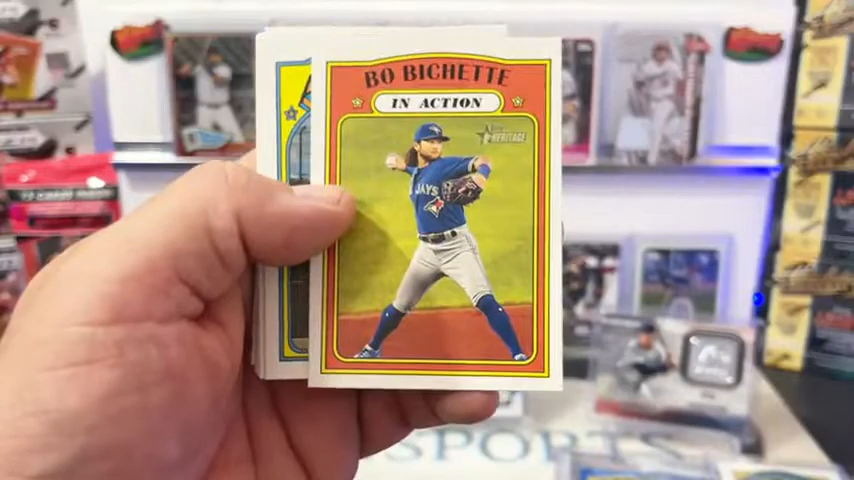 BO BICHETTE
IN ACTION
HERITAGE
JAYS
SPORTS